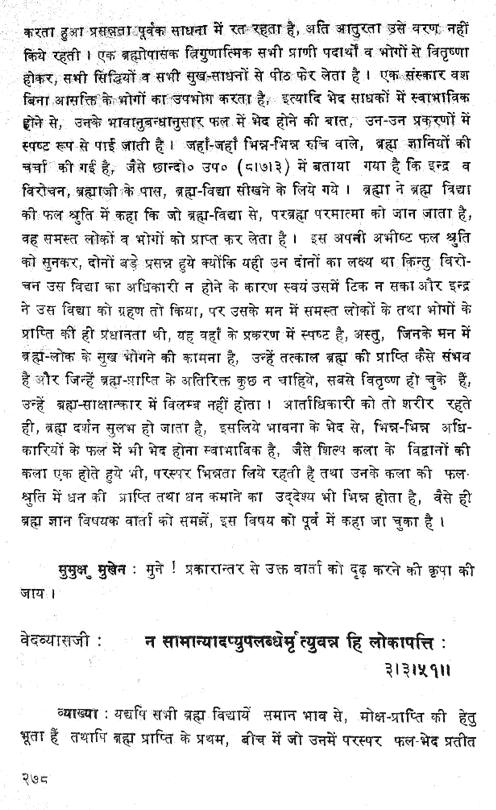 करता हुआ प्रसन्नता पूर्वक साधना में रत रहता है, अति आतुरता उसे वरण नहीं
किये रहती । एक ब्रह्मोपासक त्रिगुणात्मिक सभी प्राणी पदार्थों व भोगों से वितृष्णा
होकर, सभी सिद्धियों व सभी सुख-साधनों से पीठ फेर लेता है । एक संस्कार वश
बिना आसक्ति के भोगों का उपभोग करता है, इत्यादि भेद साधकों में स्वाभाविक
होने से, उनके भावानुबन्धानुसार फल में भेद होने की बात, उन-उन प्रकरणों में
स्पष्ट रूप से पाई जाती है । जहाँ-जहाँ भिन्न-भिन्न रुचि वाले, ब्रह्म ज्ञानियों की
चर्चा की गई है, जैसे छान्दो० उप० (८।७।३) में बताया गया है कि इन्द्र व
विरोचन, ब्रह्माजी के पास, ब्रह्म-विद्या सीखने के लिये गये । ब्रह्मा ने ब्रह्म विद्या
की फल श्रुति में कहा कि जो ब्रह्म-विद्या से, परब्रह्म परमात्मा को जान जाता है,
वह समस्त लोकों व भोगों को प्राप्त कर लेता है । इस अपनी अभीष्ट फल श्रुति
को सुनकर, दोनों बड़े प्रसन्न हुये क्योंकि यही उन दोनों का लक्ष्य था किन्तु विरो-
चन उस विद्या का अधिकारी न होने के कारण स्वयं उसमें टिक न सका और इन्द्र
ने उस विद्या को ग्रहण तो किया, पर उसके मन में समस्त लोकों के तथा भोगों के
प्राप्ति की ही प्रधानता थी, यह वहाँ के प्रकरण में स्पष्ट है, अस्तु, जिनके मन में
ब्रह्म-लोक के सुख भोगने की कामना है, उन्हें तत्काल ब्रह्म की प्राप्ति कैसे संभव
है और जिन्हें ब्रह्म-प्राप्ति के अतिरिक्त कुछ न चाहिये, सबसे वितृष्ण हो चुके हैं,
उन्हें ब्रह्म-साक्षात्कार में विलम्ब नहीं होता । आर्ताधिकारी को तो शरीर रहते
ही, ब्रह्म दर्शन सुलभ हो जाता है, इसलिये भावना के भेद से, भिन्न-भिन्न अधि-
कारियों के फल में भी भेद होना स्वाभाविक है, जैसे शिल्प कला के विद्वानों की
कला एक होते हुये भी, परस्पर भिन्नता लिये रहती है तथा उनके कला की फल-
श्रुति में धन की प्राप्ति तथा धन कमाने का उद्देश्य भी भिन्न होता है, वैसे ही
ब्रह्म ज्ञान विषयक वार्ता को समझें, इस विषय को पूर्व में कहा जा चुका है ।
मुमुक्षु मुखेन : मुने ! प्रकारान्तर से उक्त वार्ता को दृढ़ करने की कृपा की
जाय ।
वेदव्यासजी : न सामान्यादप्युपलब्धेर्मृत्युवन्न हि लोकापत्ति :
३।३।५१॥
व्याख्या : यद्यपि सभी ब्रह्म विद्यायें समान भाव से, मोक्ष-प्राप्ति की हेतु
भूता हैं तथापि ब्रह्म प्राप्ति के प्रथम, बीच में जो उनमें परस्पर फल-भेद प्रतीत
२७८